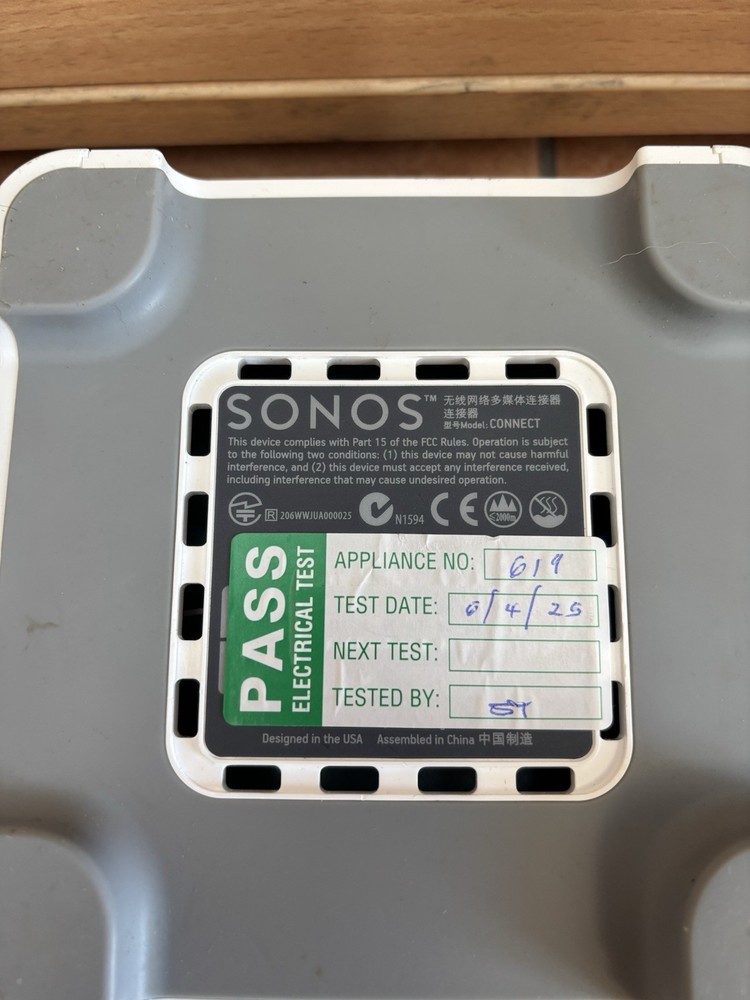 SONOS™
无线网络多媒体连接器
连接器
型号Model: CONNECT
This device complies with Part 15 of the FCC Rules. Operation is subject
to the following two conditions: (1) this device may not cause harmful
interference, and (2) this device must accept any interference received,
including interference that may cause undesired operation.
R 206WWJUA000025 N1594 CE ≤2000m
PASS
ELECTRICAL TEST
APPLIANCE NO: 619
TEST DATE: 6/4/25
NEXT TEST:
TESTED BY:
Designed in the USA Assembled in China 中国制造